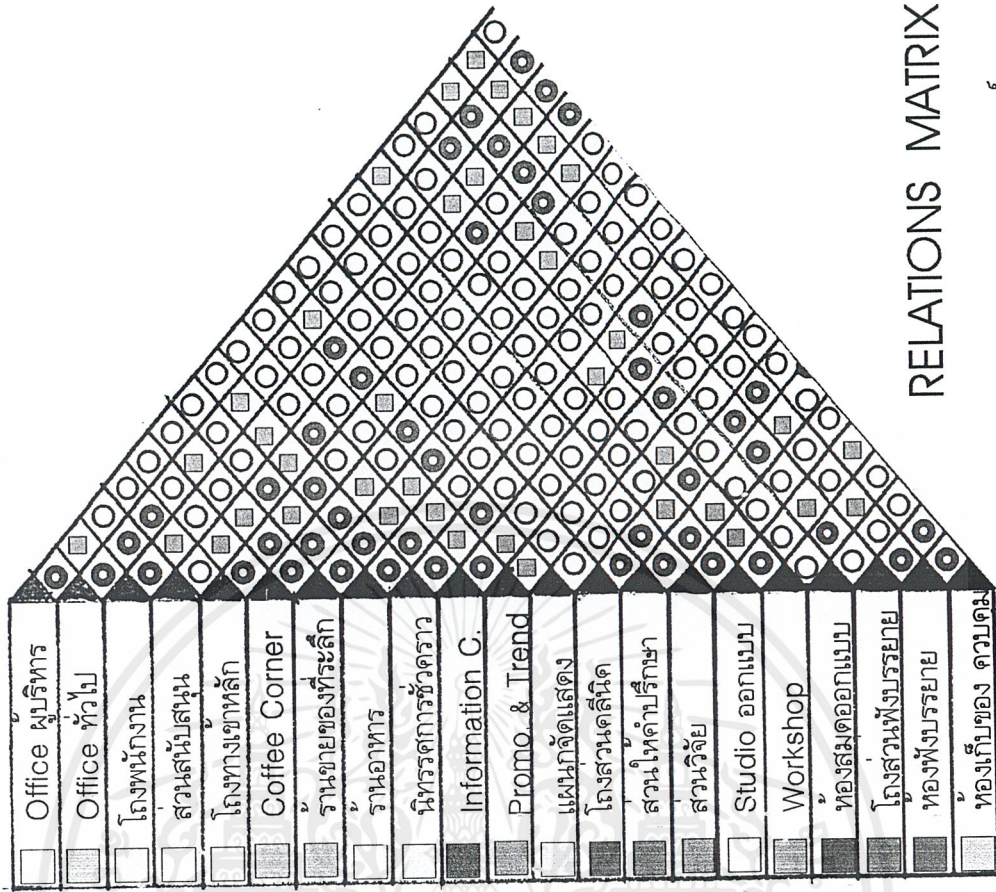 Office ผู้บริหาร
Office ทั่วไป
โถงพนักงาน
ส่วนสนับสนุน
โถงทางเข้าหลัก
Coffee Corner
ร้านขายของที่ระลึก
ร้านอาหาร
นิทรรศการชั่วคราว
Information C.
Promo. & Trend
แผนกจัดแสดง
โถงส่วนคลีนิค
ส่วนให้คำปรึกษา
ส่วนวิจัย
Studio ออกแบบ
Workshop
ห้องสมุดออกแบบ
โถงส่วนฟังบรรยาย
ห้องฟังบรรยาย
ห้องเก็บของ ควบคุม
RELATIONS MATRIX